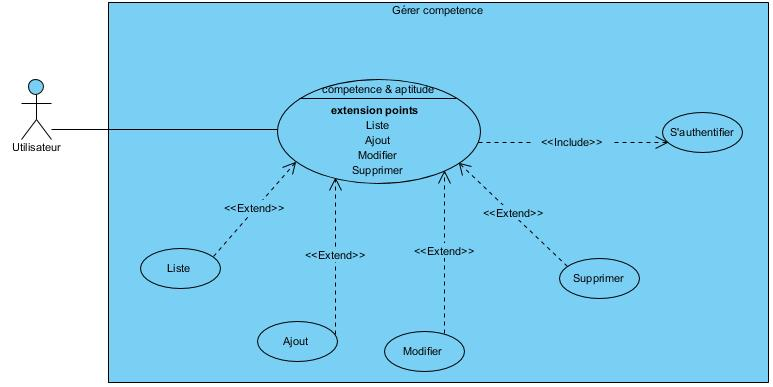 Gérer competence
competence & aptitude
extension points
Liste
Ajout
Modifier
Supprimer
Utilisateur
<<Include>>
S'authentifier
<<Extend>>
<<Extend>>
<<Extend>>
<<Extend>>
Liste
Ajout
Modifier
Supprimer